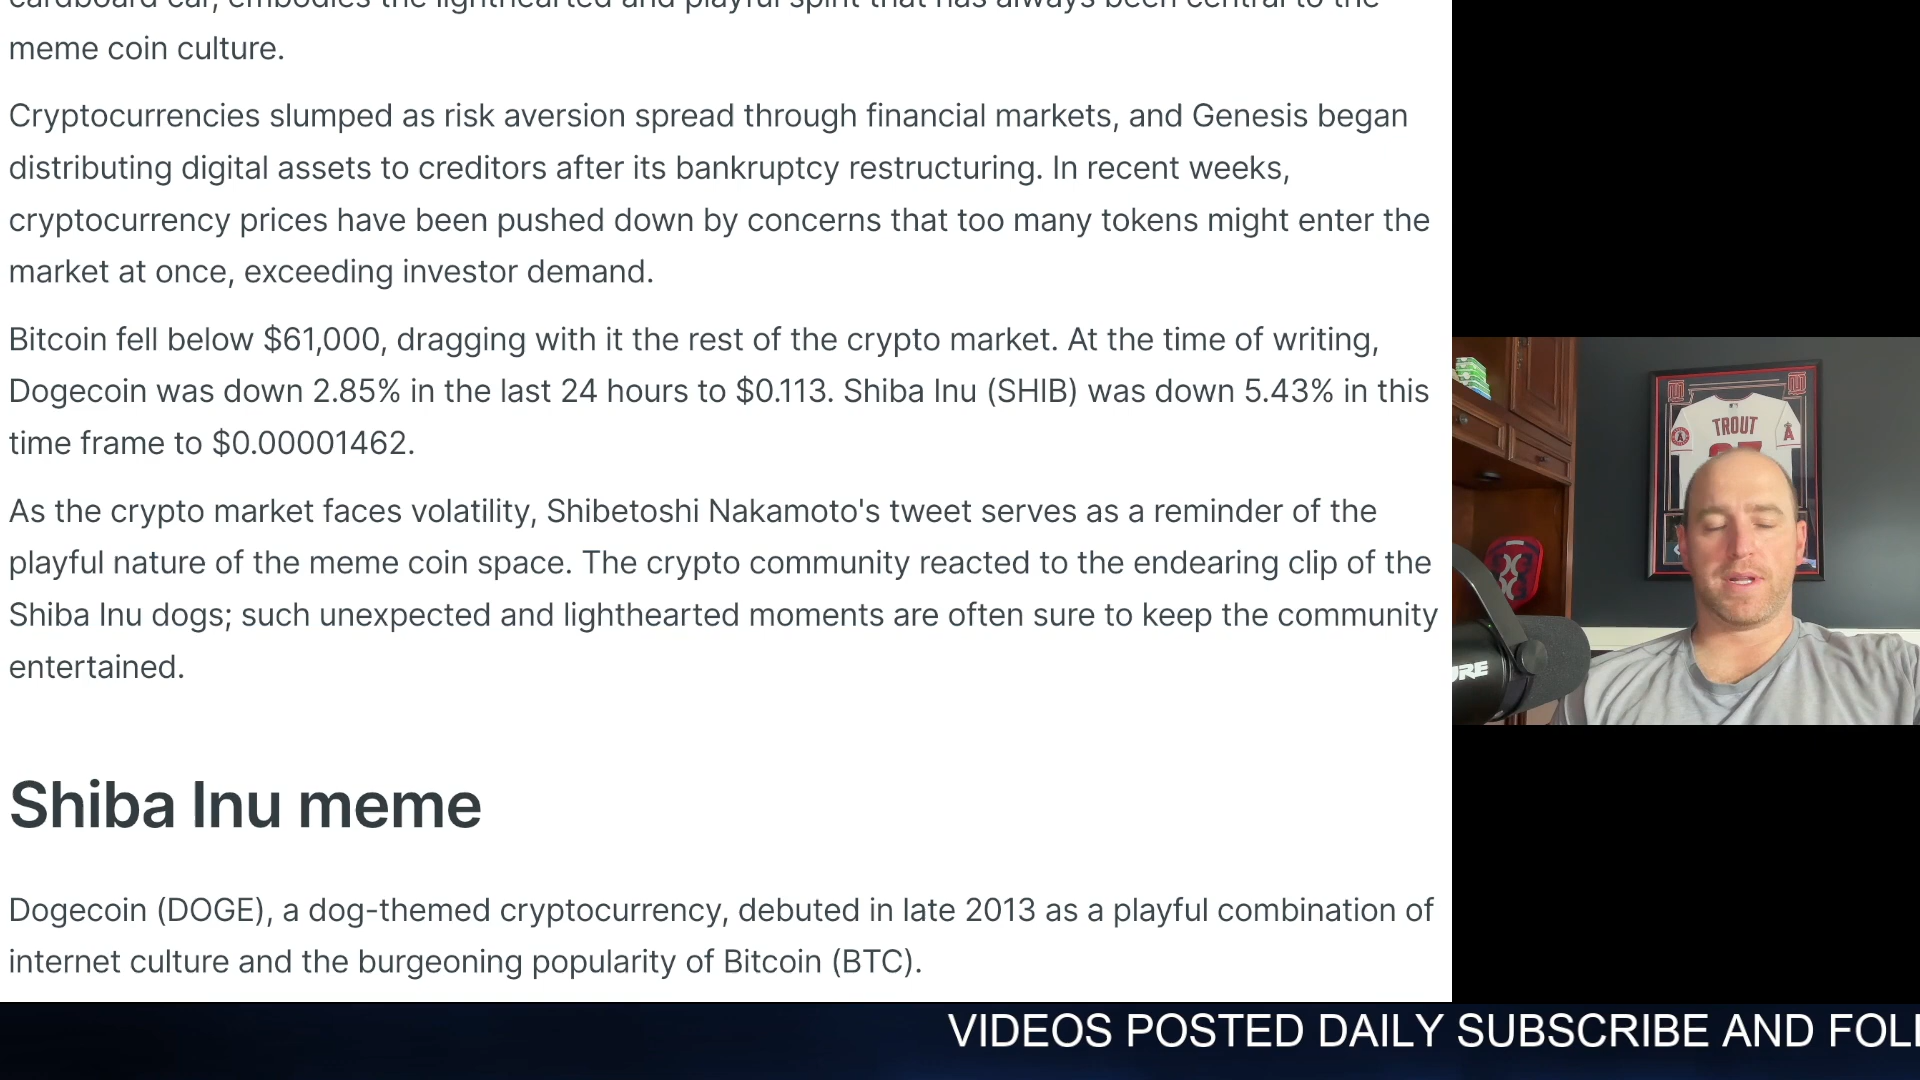 meme coin culture.
Cryptocurrencies slumped as risk aversion spread through financial markets, and Genesis began
distributing digital assets to creditors after its bankruptcy restructuring. In recent weeks,
cryptocurrency prices have been pushed down by concerns that too many tokens might enter the
market at once, exceeding investor demand.
Bitcoin fell below $61,000, dragging with it the rest of the crypto market. At the time of writing,
Dogecoin was down 2.85% in the last 24 hours to $0.113. Shiba Inu (SHIB) was down 5.43% in this
time frame to $0.00001462.
As the crypto market faces volatility, Shibetoshi Nakamoto's tweet serves as a reminder of the
playful nature of the meme coin space. The crypto community reacted to the endearing clip of the
Shiba Inu dogs; such unexpected and lighthearted moments are often sure to keep the community
entertained.
Shiba Inu meme
Dogecoin (DOGE), a dog-themed cryptocurrency, debuted in late 2013 as a playful combination of
internet culture and the burgeoning popularity of Bitcoin (BTC).
TROUT
A
A
URE
VIDEOS POSTED DAILY SUBSCRIBE AND FOLL